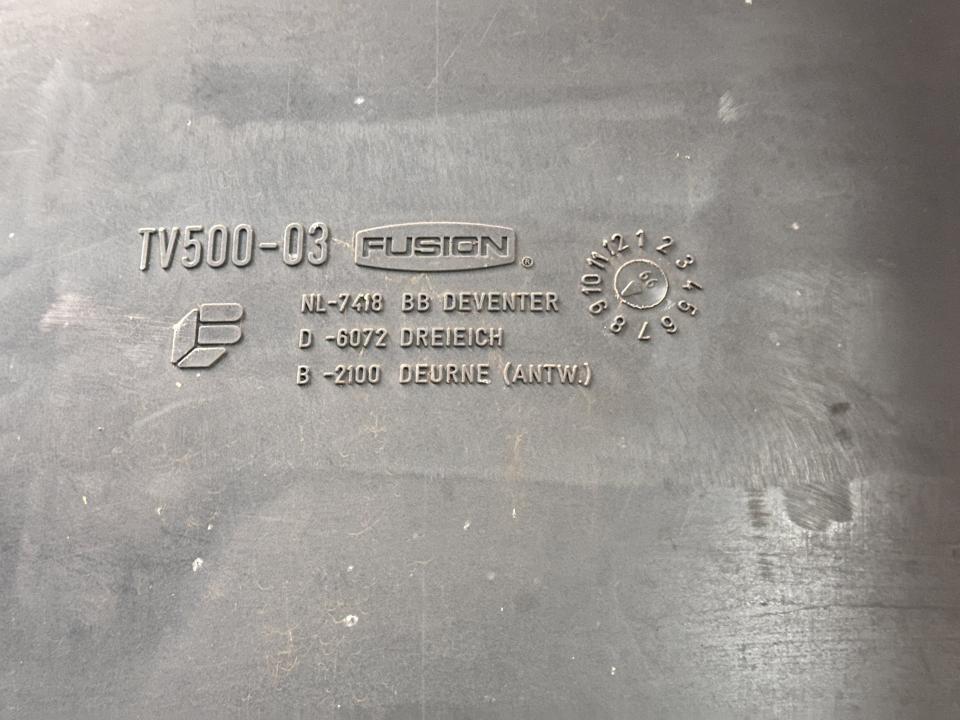 TV500-03 FUSION®
NL-7418 BB DEVENTER
D -6072 DREIEICH
B -2100 DEURNE (ANTW.)
1 2 3 4 5 6 7 8 9 10 11 12